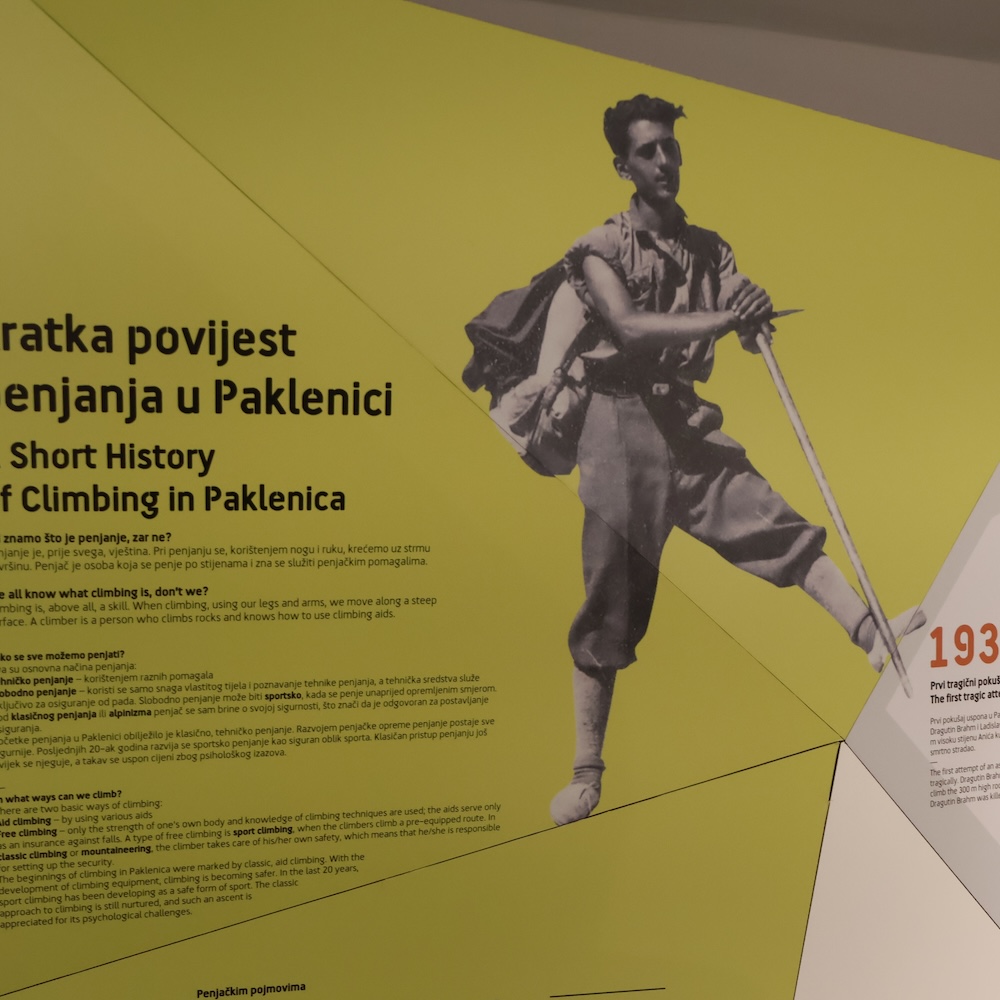 ratka povijest
penjanja u Paklenici
Short History
f Climbing in Paklenica
znamo što je penjanje, zar ne?
njanje je, prije svega, vještina. Pri penjanju se, korištenjem nogu i ruku, krećemo uz strmu
vršinu. Penjač je osoba koja se penje po stijenama i zna se služiti penjačkim pomagalima.
e all know what climbing is, don't we?
mbing is, above all, a skill. When climbing, using our legs and arms, we move along a steep
rface. A climber is a person who climbs rocks and knows how to use climbing aids.
ko se sve možemo penjati?
va su osnovna načina penjanja:
hničko penjanje – korištenjem raznih pomagala
obodno penjanje – koristi se samo snaga vlastitog tijela i poznavanje tehnike penjanja, a tehnička sredstva služe
ključivo za osiguranje od pada. Slobodno penjanje može biti sportsko, kada se penje unaprijed opremljenim smjerom.
od klasičnog penjanja ili alpinizma penjač se sam brine o svojoj sigurnosti, što znači da je odgovoran za postavljanje
siguranja.
očetke penjanja u Paklenici obilježilo je klasično, tehničko penjanje. Razvojem penjačke opreme penjanje postaje sve
gurnije. Posljednjih 20-ak godina razvija se sportsko penjanje kao siguran oblik sporta. Klasičan pristup penjanju još
vijek se njeguje, a takav se uspon cijeni zbog psihološkog izazova.
n what ways can we climb?
here are two basic ways of climbing:
Aid climbing – by using various aids
Free climbing – only the strength of one's own body and knowledge of climbing techniques are used; the aids serve only
as an insurance against falls. A type of free climbing is sport climbing, when the climbers climb a pre-equipped route. In
classic climbing or mountaineering, the climber takes care of his/her own safety, which means that he/she is responsible
for setting up the security.
The beginnings of climbing in Paklenica were marked by classic, aid climbing. With the
development of climbing equipment, climbing is becoming safer. In the last 20 years,
sport climbing has been developing as a safe form of sport. The classic
approach to climbing is still nurtured, and such an ascent is
appreciated for its psychological challenges.
Penjačkim pojmovima
193
Prvi tragični pokuš
The first tragic atte
Prvi pokušaj uspona u Pa
Dragutin Brahm i Ladisla
m visoku stijenu Anića ku
smrtno stradao.
The first attempt of an as
tragically. Dragutin Brahm
climb the 300 m high roc
Dragutin Brahm was kille